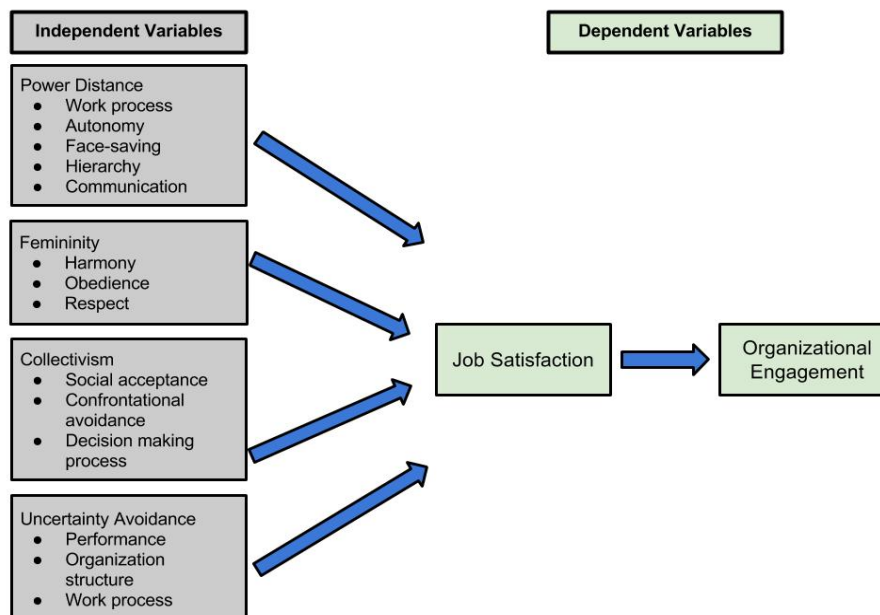 Independent Variables
Dependent Variables
Power Distance
● Work process
● Autonomy
● Face-saving
● Hierarchy
● Communication
Femininity
● Harmony
● Obedience
● Respect
Collectivism
● Social acceptance
● Confrontational
avoidance
● Decision making
process
Uncertainty Avoidance
● Performance
● Organization
structure
● Work process
Job Satisfaction
Organizational
Engagement